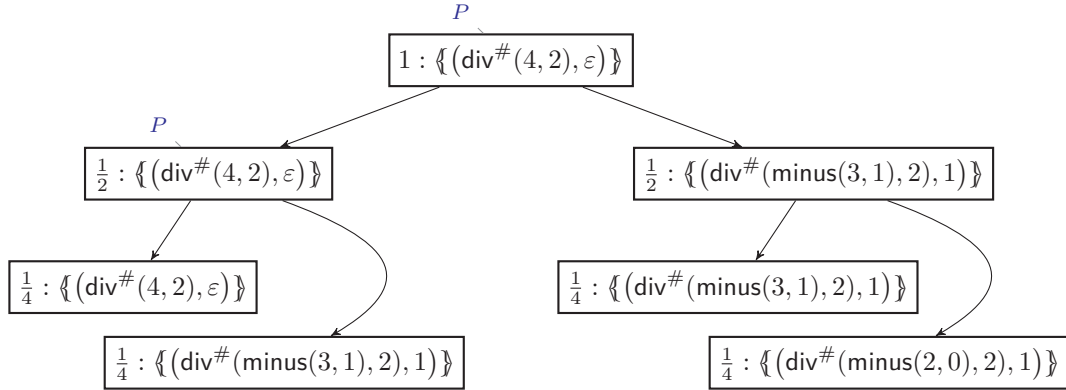 P
1 : ⦃(div#(4, 2), ε)⦄
P
1/2 : ⦃(div#(4, 2), ε)⦄
1/2 : ⦃(div#(minus(3, 1), 2), 1)⦄
1/4 : ⦃(div#(4, 2), ε)⦄
1/4 : ⦃(div#(minus(3, 1), 2), 1)⦄
1/4 : ⦃(div#(minus(3, 1), 2), 1)⦄
1/4 : ⦃(div#(minus(2, 0), 2), 1)⦄